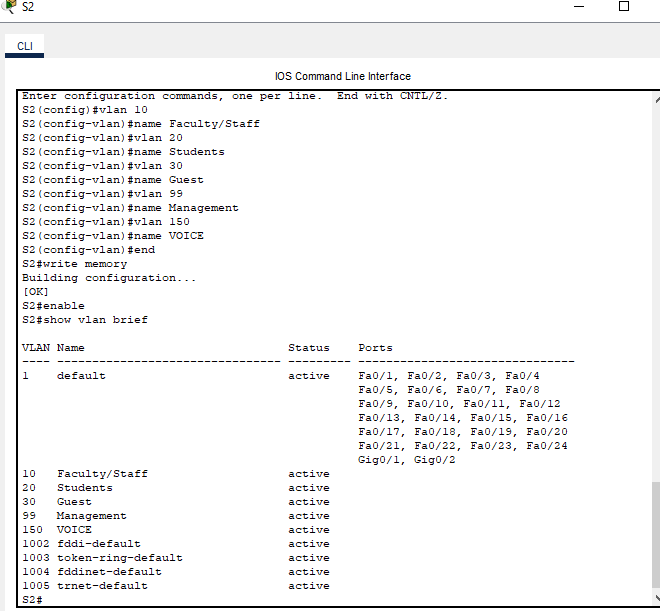 S2
CLI
IOS Command Line Interface
Enter configuration commands, one per line.  End with CNTL/Z.
S2(config)#vlan 10
S2(config-vlan)#name Faculty/Staff
S2(config-vlan)#vlan 20
S2(config-vlan)#name Students
S2(config-vlan)#vlan 30
S2(config-vlan)#name Guest
S2(config-vlan)#vlan 99
S2(config-vlan)#name Management
S2(config-vlan)#vlan 150
S2(config-vlan)#name VOICE
S2(config-vlan)#end
S2#write memory
Building configuration...
[OK]
S2#enable
S2#show vlan brief
VLAN Name                             Status    Ports
---- -------------------------------- --------- -------------------------------
1    default                          active    Fa0/1, Fa0/2, Fa0/3, Fa0/4
                                                Fa0/5, Fa0/6, Fa0/7, Fa0/8
                                                Fa0/9, Fa0/10, Fa0/11, Fa0/12
                                                Fa0/13, Fa0/14, Fa0/15, Fa0/16
                                                Fa0/17, Fa0/18, Fa0/19, Fa0/20
                                                Fa0/21, Fa0/22, Fa0/23, Fa0/24
                                                Gig0/1, Gig0/2
10   Faculty/Staff                    active
20   Students                         active
30   Guest                            active
99   Management                       active
150  VOICE                            active
1002 fddi-default                     active
1003 token-ring-default               active
1004 fddinet-default                  active
1005 trnet-default                    active
S2#